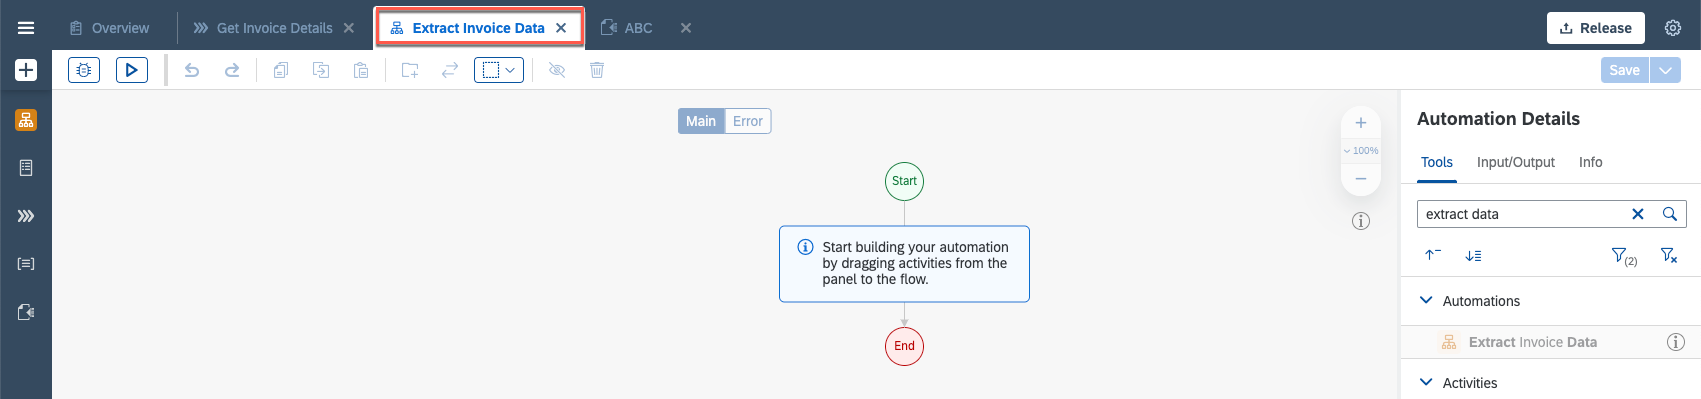 Overview
Get Invoice Details
Extract Invoice Data
ABC
Release
Save
Main
Error
100%
Start
Start building your automation
by dragging activities from the
panel to the flow.
End
Automation Details
Tools
Input/Output
Info
extract data
(2)
Automations
Extract Invoice Data
Activities